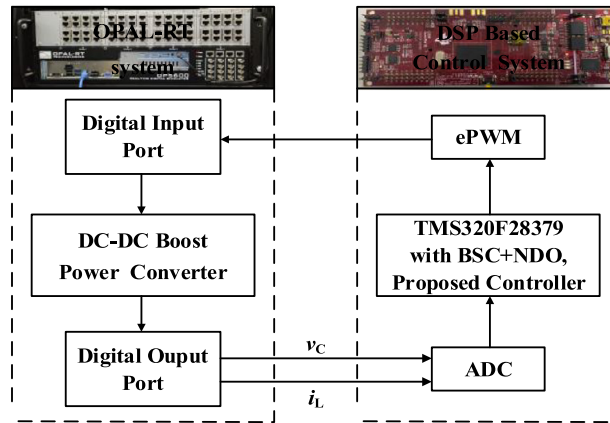 OPAL-RT
system
DSP Based
Control System
Digital Input
Port
ePWM
DC-DC Boost
Power Converter
TMS320F28379
with BSC+NDO,
Proposed Controller
Digital Ouput
Port
vC
iL
ADC